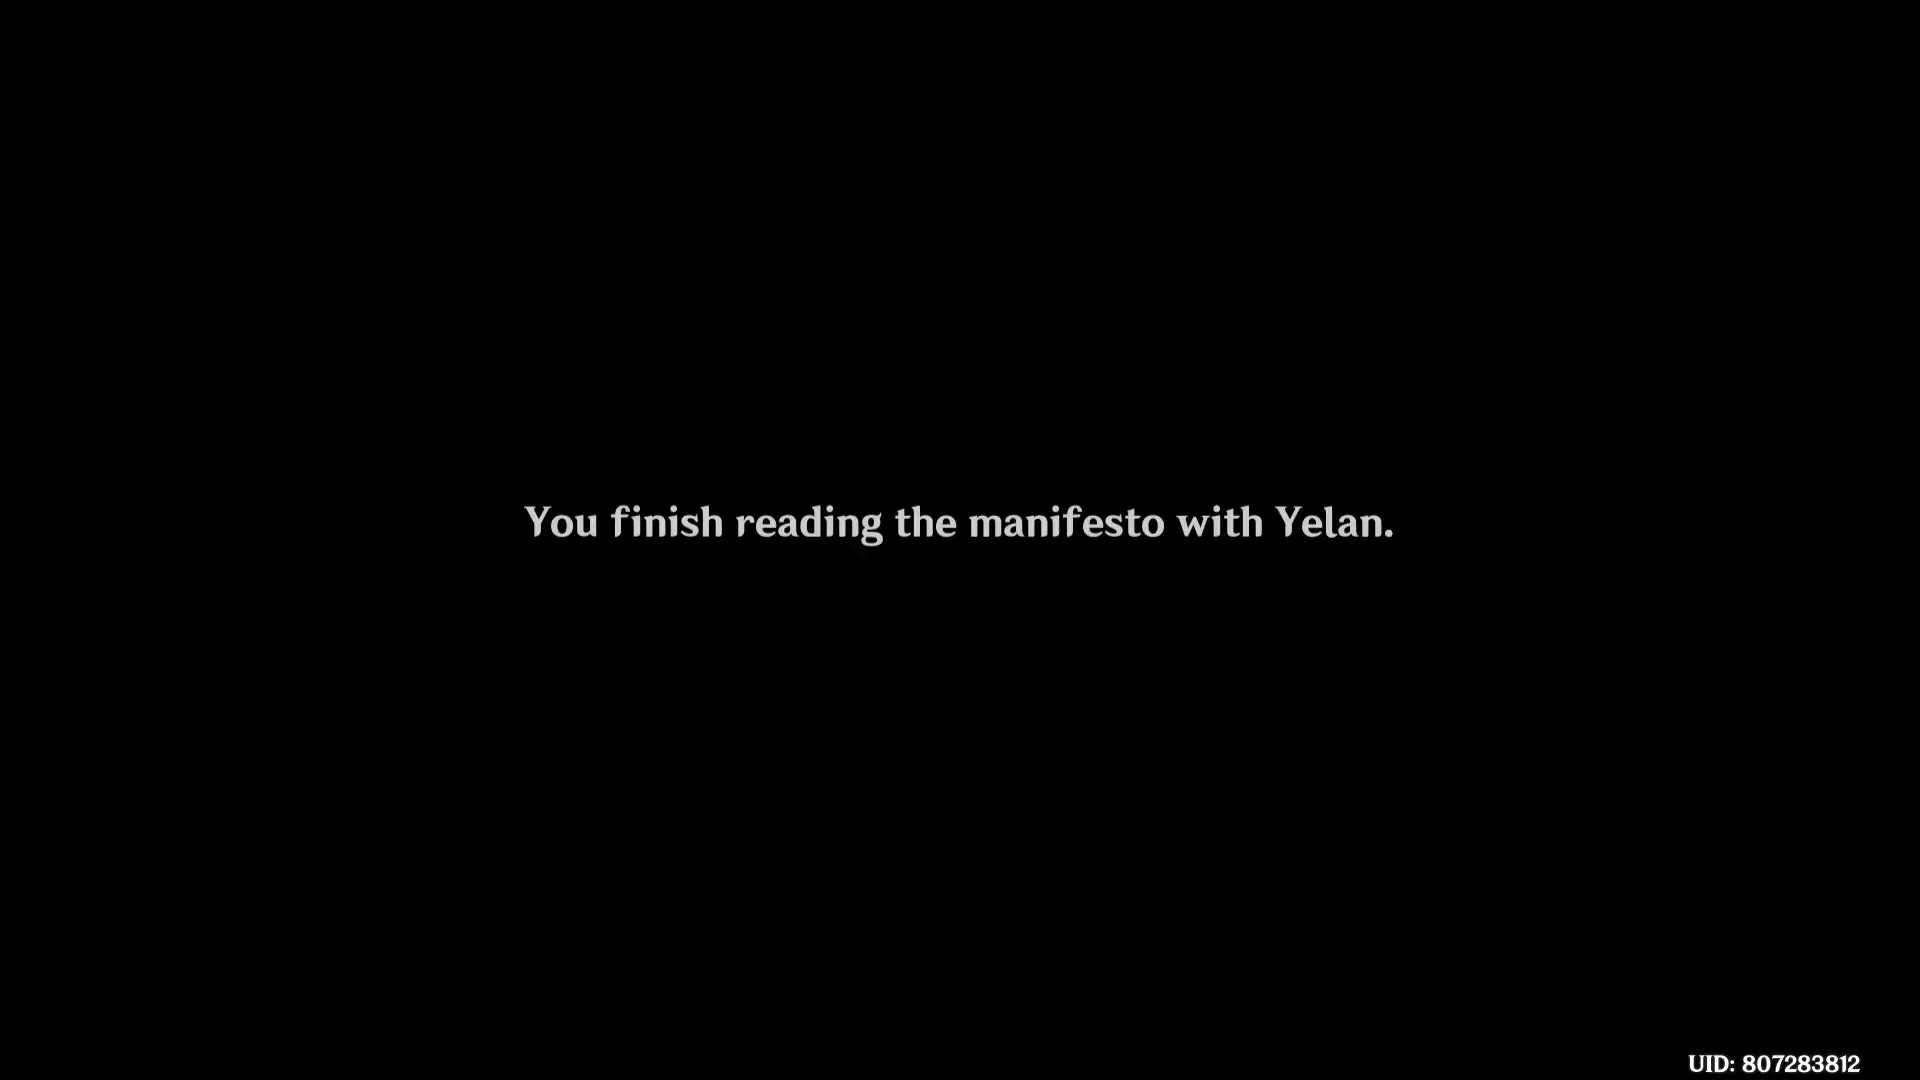 You finish reading the manifesto with Yelan.
UID: 807283812